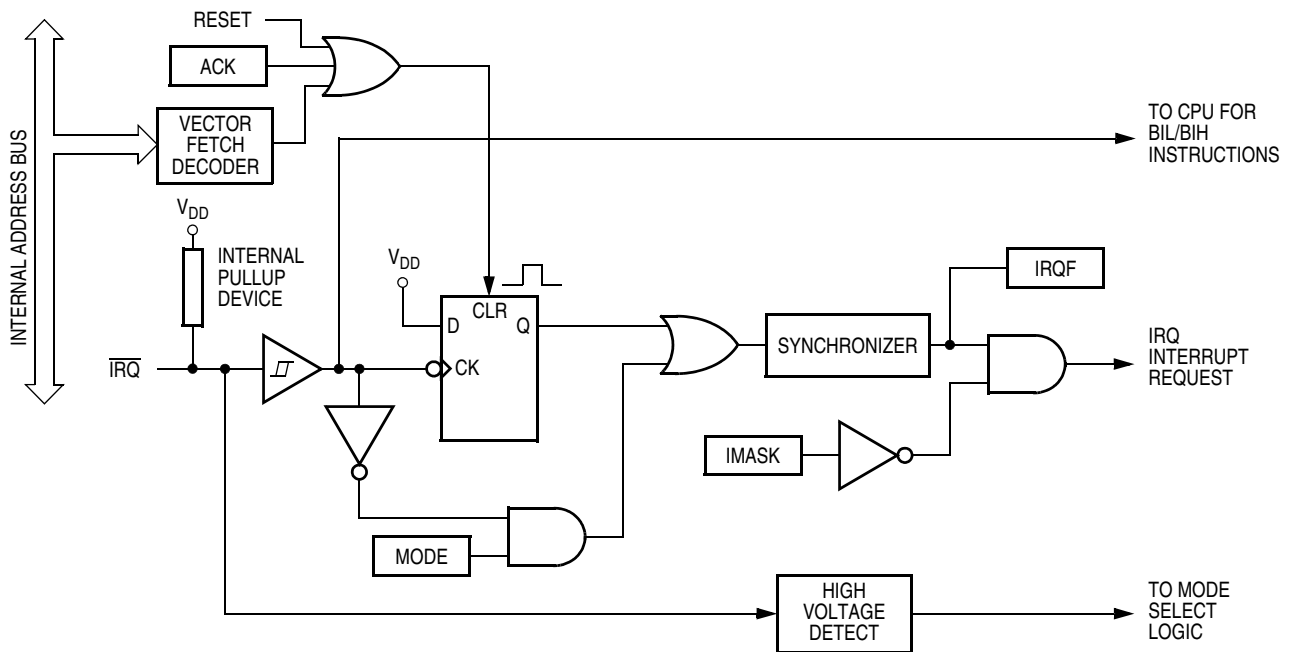 RESET
ACK
VECTOR
FETCH
DECODER
INTERNAL ADDRESS BUS
TO CPU FOR
BIL/BIH
INSTRUCTIONS
VDD
INTERNAL
PULLUP
DEVICE
VDD
CLR
D
Q
CK
IRQ
SYNCHRONIZER
IRQF
IRQ
INTERRUPT
REQUEST
IMASK
MODE
HIGH
VOLTAGE
DETECT
TO MODE
SELECT
LOGIC